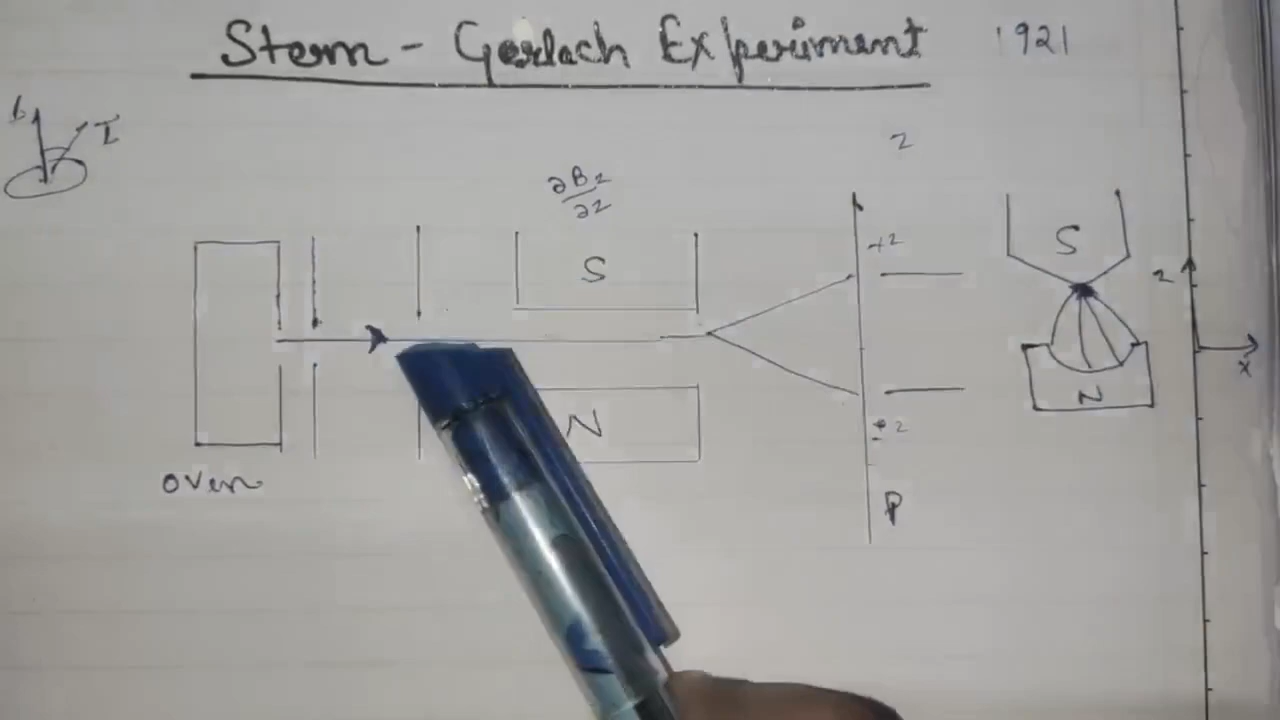 Stern - Gerlach Experiment 1921
L I
z
∂Bz
∂z
+z
S S
z
x
N N
oven
P